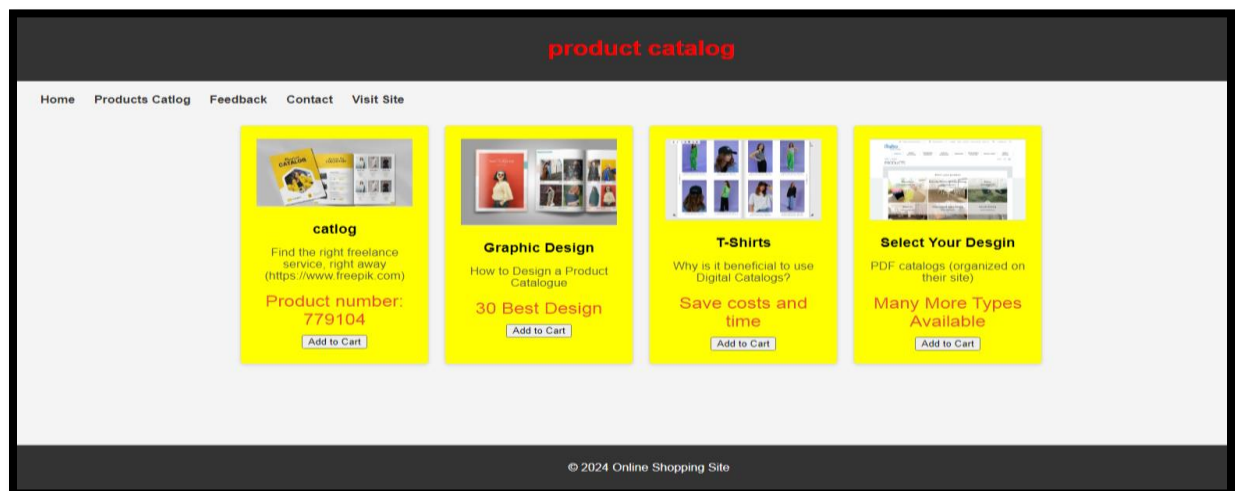 product catalog
Home Products Catlog Feedback Contact Visit Site
CATALOG
catlog
Find the right freelance
service, right away
(https://www.freepik.com)
Product number:
779104
Add to Cart
Graphic Design
How to Design a Product
Catalogue
30 Best Design
Add to Cart
T-Shirts
Why is it beneficial to use
Digital Catalogs?
Save costs and
time
Add to Cart
PRODUCTS
Select Your Desgin
PDF catalogs (organized on
their site)
Many More Types
Available
Add to Cart
© 2024 Online Shopping Site